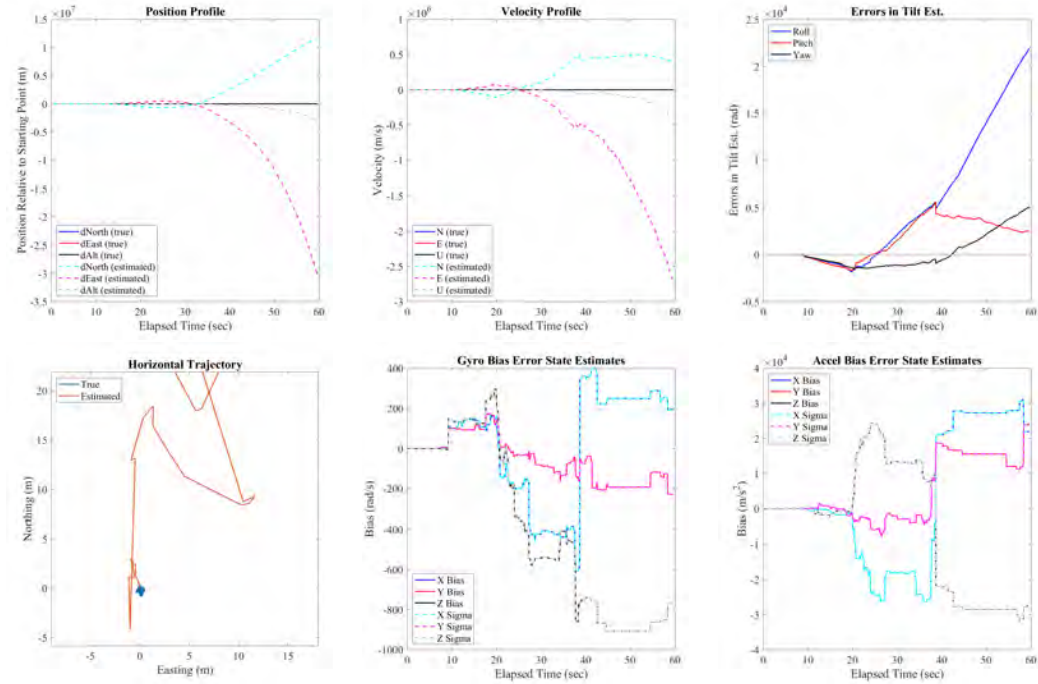 Position Profile
×10^7
1.5
1
0.5
0
-0.5
-1
-1.5
-2
-2.5
-3
-3.5
Position Relative to Starting Point (m)
dNorth (true)
dEast (true)
dAlt (true)
dNorth (estimated)
dEast (estimated)
dAlt (estimated)
0 10 20 30 40 50 60
Elapsed Time (sec)
Velocity Profile
×10^6
1
0.5
0
-0.5
-1
-1.5
-2
-2.5
-3
Velocity (m/s)
N (true)
E (true)
U (true)
N (estimated)
E (estimated)
U (estimated)
0 10 20 30 40 50 60
Elapsed Time (sec)
Errors in Tilt Est.
×10^4
2.5
2
1.5
1
0.5
0
-0.5
Errors in Tilt Est. (rad)
Roll
Pitch
Yaw
0 10 20 30 40 50 60
Elapsed Time (sec)
Horizontal Trajectory
True
Estimated
20
15
10
5
0
-5
Northing (m)
-5 0 5 10 15
Easting (m)
Gyro Bias Error State Estimates
400
200
0
-200
-400
-600
-800
-1000
Bias (rad/s)
X Bias
Y Bias
Z Bias
X Sigma
Y Sigma
Z Sigma
0 10 20 30 40 50 60
Elapsed Time (sec)
Accel Bias Error State Estimates
×10^4
4
3
2
1
0
-1
-2
-3
-4
Bias (m/s²)
X Bias
Y Bias
Z Bias
X Sigma
Y Sigma
Z Sigma
0 10 20 30 40 50 60
Elapsed Time (sec)